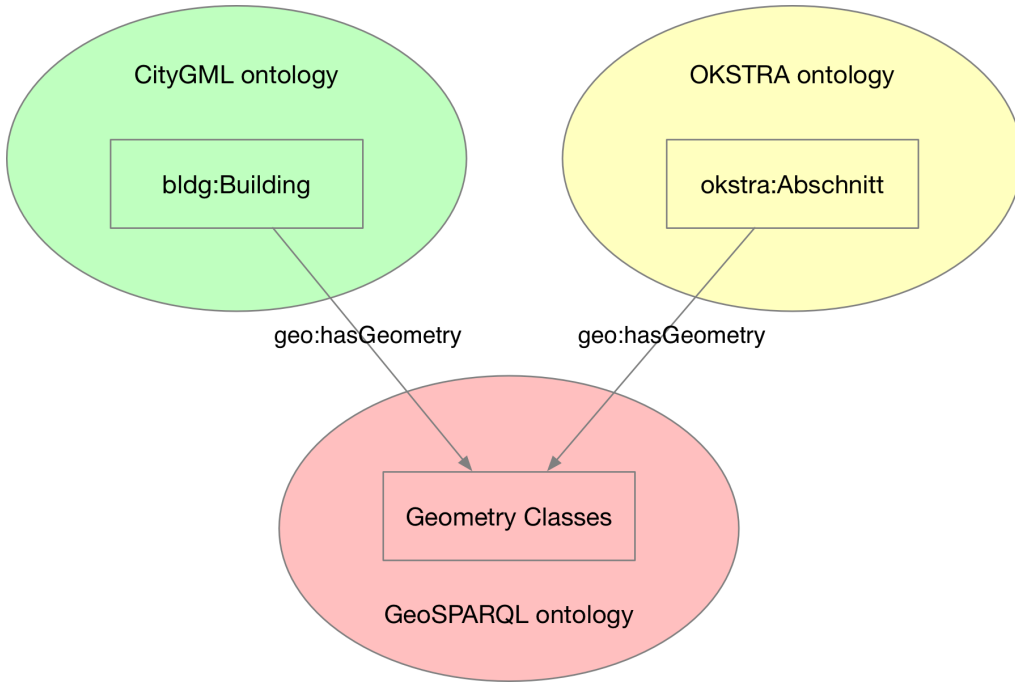 CityGML ontology
OKSTRA ontology
bldg:Building
okstra:Abschnitt
geo:hasGeometry
geo:hasGeometry
Geometry Classes
GeoSPARQL ontology